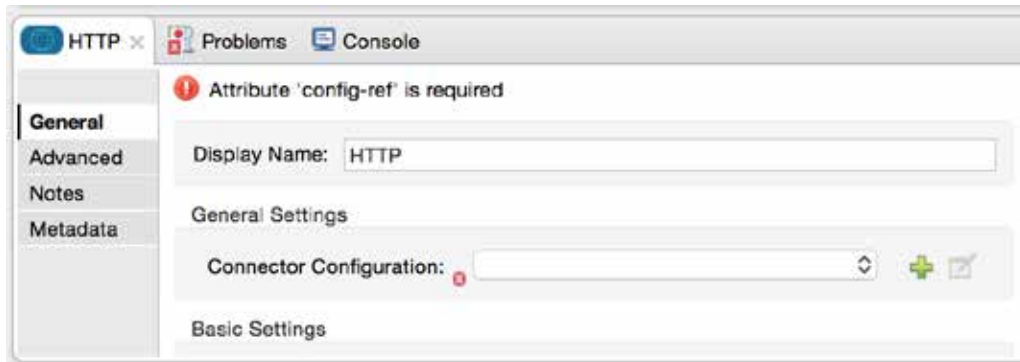 HTTP Problems Console
Attribute 'config-ref' is required
General
Advanced
Notes
Metadata
Display Name: HTTP
General Settings
Connector Configuration:
Basic Settings